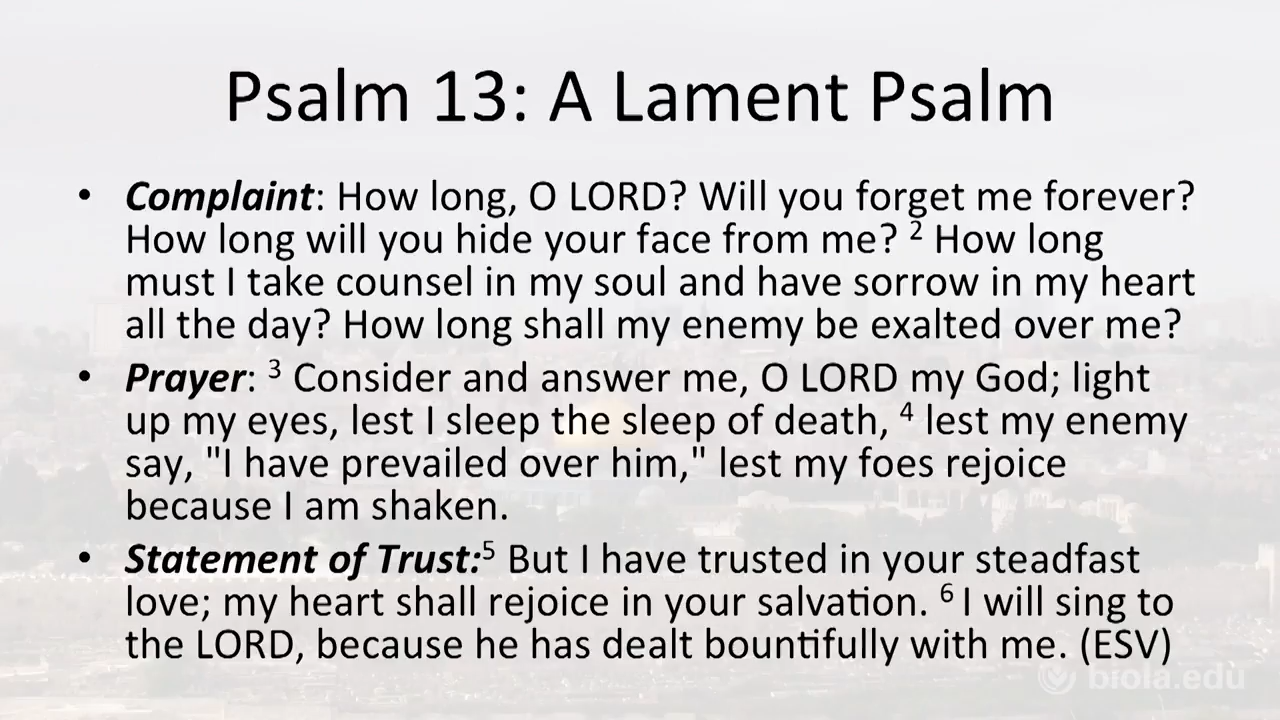 Psalm 13: A Lament Psalm
• Complaint: How long, O LORD? Will you forget me forever?
How long will you hide your face from me? ² How long
must I take counsel in my soul and have sorrow in my heart
all the day? How long shall my enemy be exalted over me?
• Prayer: ³ Consider and answer me, O LORD my God; light
up my eyes, lest I sleep the sleep of death, ⁴ lest my enemy
say, "I have prevailed over him," lest my foes rejoice
because I am shaken.
• Statement of Trust:⁵ But I have trusted in your steadfast
love; my heart shall rejoice in your salvation. ⁶ I will sing to
the LORD, because he has dealt bountifully with me. (ESV)
biola.edu